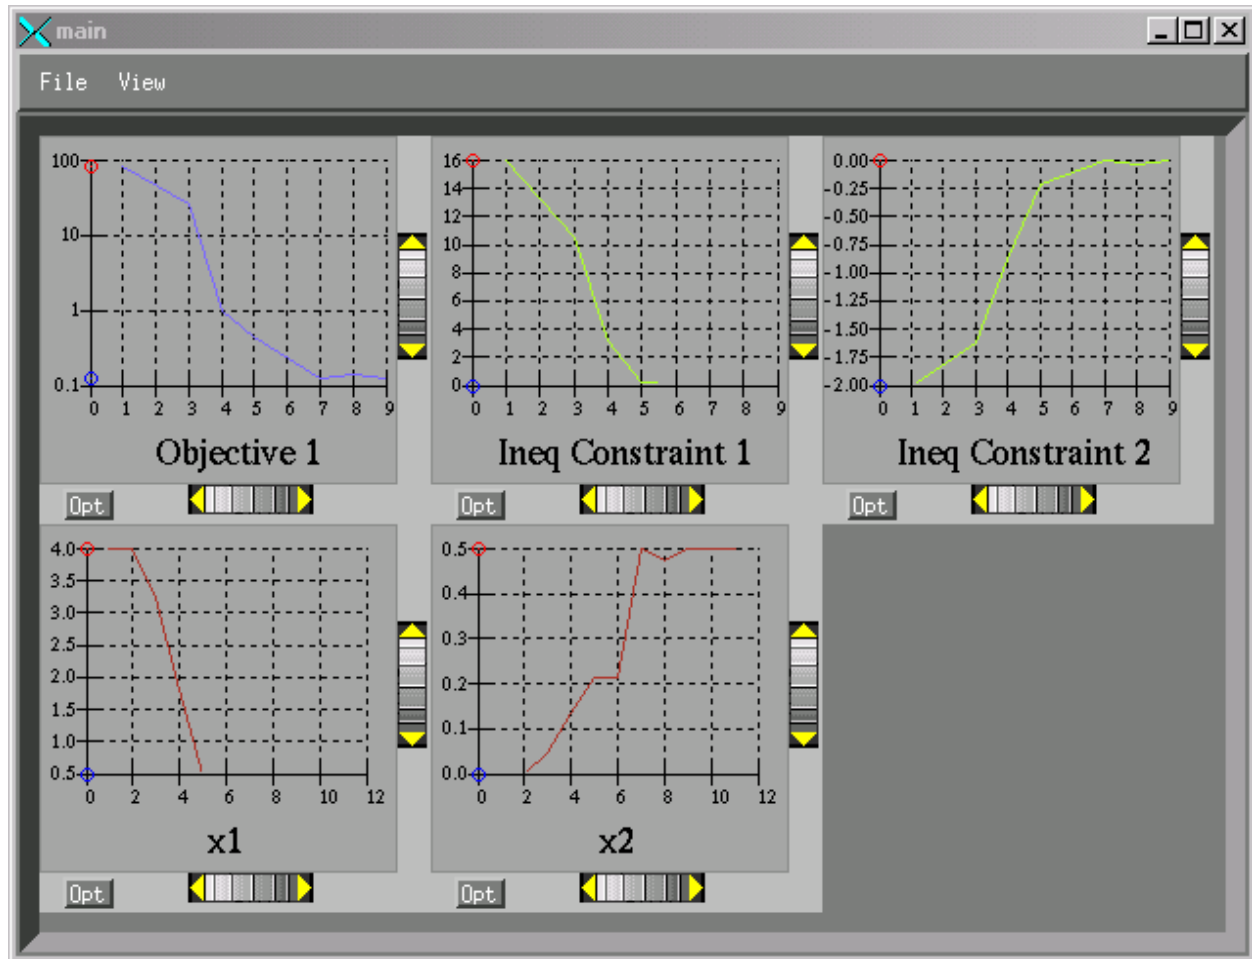 main
File View
100
10
1
0.1
0 1 2 3 4 5 6 7 8 9
Objective 1
Opt
16
14
12
10
8
6
4
2
0
0 1 2 3 4 5 6 7 8 9
Ineq Constraint 1
Opt
0.00
-0.25
-0.50
-0.75
-1.00
-1.25
-1.50
-1.75
-2.00
0 1 2 3 4 5 6 7 8 9
Ineq Constraint 2
Opt
4.0
3.5
3.0
2.5
2.0
1.5
1.0
0.5
0 2 4 6 8 10 12
x1
Opt
0.5
0.4
0.3
0.2
0.1
0.0
0 2 4 6 8 10 12
x2
Opt